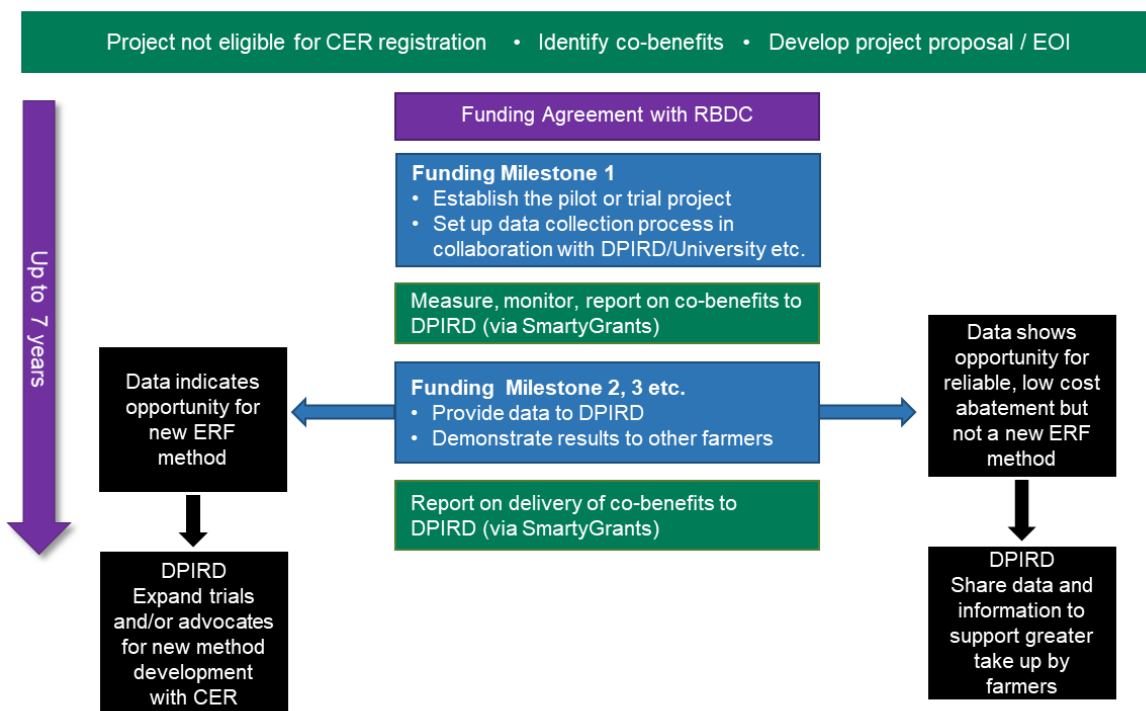 Project not eligible for CER registration • Identify co-benefits • Develop project proposal / EOI
Up to 7 years
Funding Agreement with RBDC
Funding Milestone 1
• Establish the pilot or trial project
• Set up data collection process in
collaboration with DPIRD/University etc.
Measure, monitor, report on co-benefits to
DPIRD (via SmartyGrants)
Funding Milestone 2, 3 etc.
• Provide data to DPIRD
• Demonstrate results to other farmers
Report on delivery of co-benefits to
DPIRD (via SmartyGrants)
Data indicates
opportunity for
new ERF
method
DPIRD
Expand trials
and/or advocates
for new method
development
with CER
Data shows
opportunity for
reliable, low cost
abatement but
not a new ERF
method
DPIRD
Share data and
information to
support greater
take up by
farmers